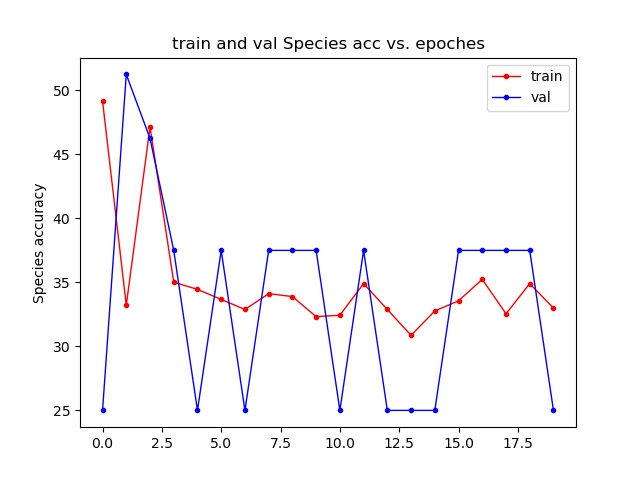 train and val Species acc vs. epoches
train
val
Species accuracy
50
45
40
35
30
25
0.0 2.5 5.0 7.5 10.0 12.5 15.0 17.5